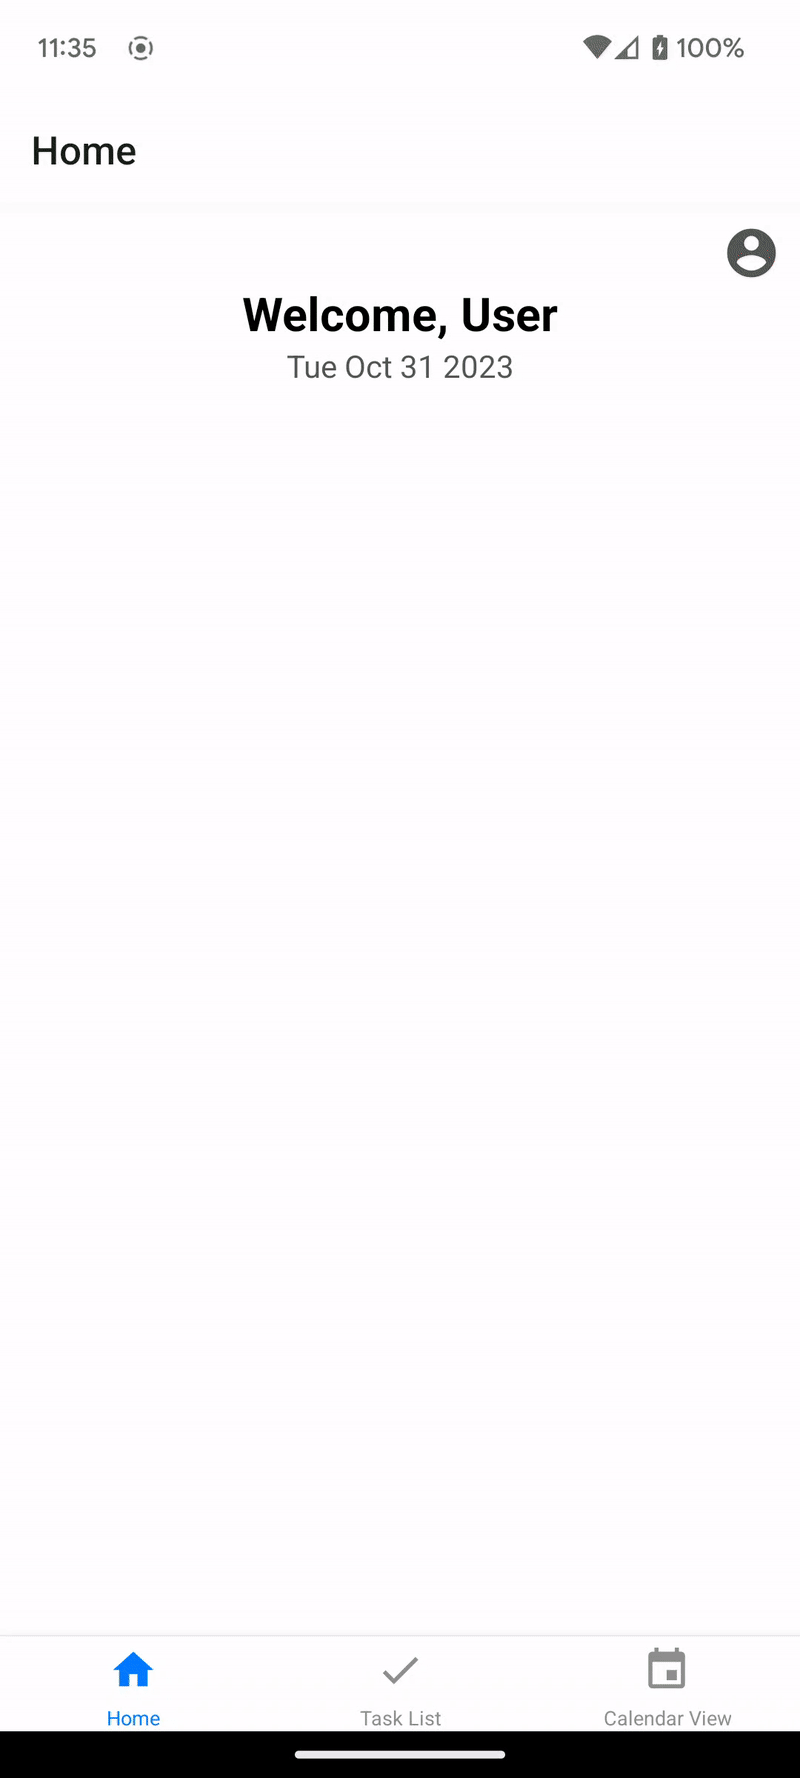 11:35 100%
Home
Welcome, User
Tue Oct 31 2023
Home Task List Calendar View